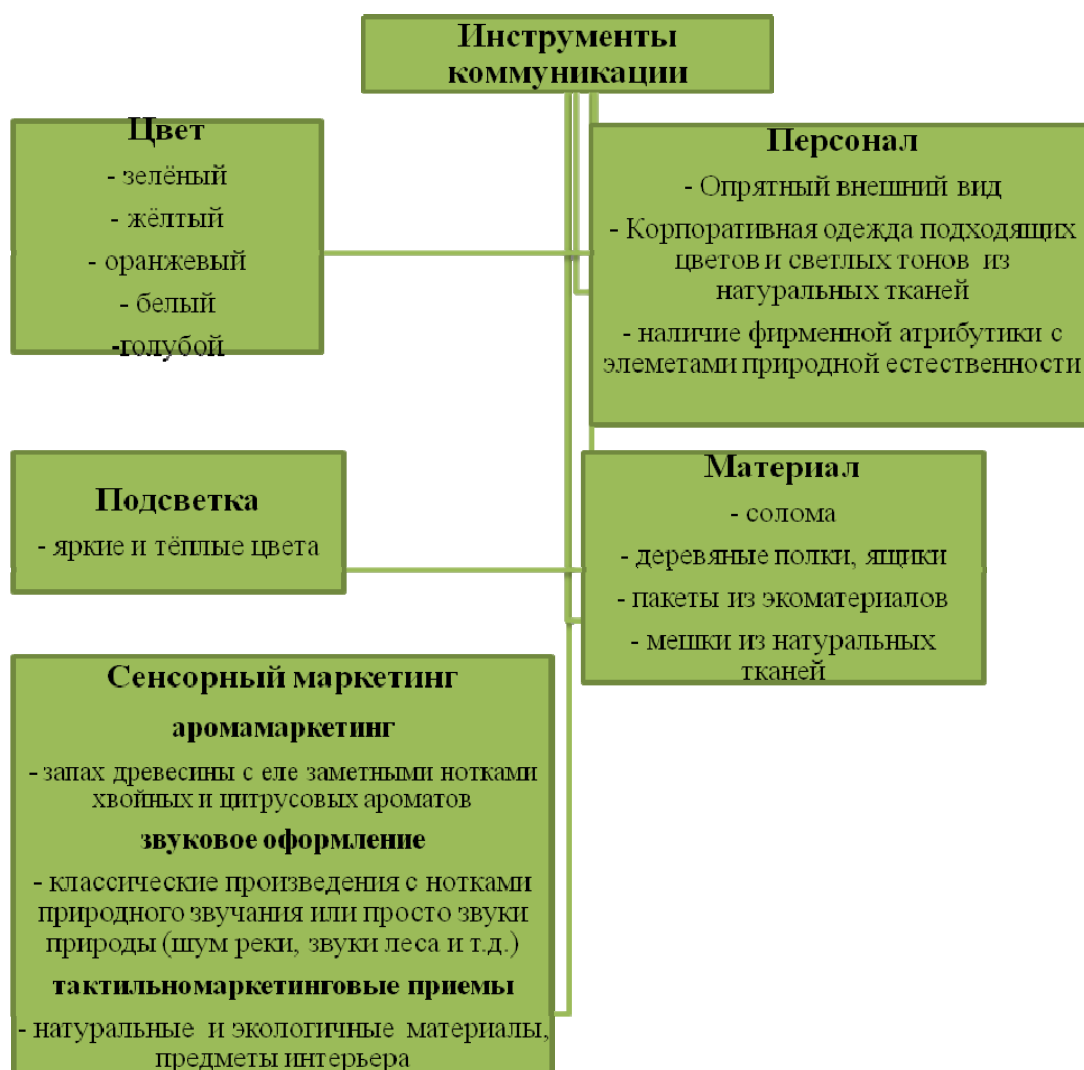 Инструменты
коммуникации
Цвет
- зелёный
- жёлтый
- оранжевый
- белый
-голубой
Персонал
- Опрятный внешний вид
- Корпоративная одежда подходящих
цветов и светлых тонов из
натуральных тканей
- наличие фирменной атрибутики с
элеметами природной естественности
Подсветка
- яркие и тёплые цвета
Материал
- солома
- деревяные полки, ящики
- пакеты из экоматериалов
- мешки из натуральных
тканей
Сенсорный маркетинг
аромамаркетинг
- запах древесины с еле заметными нотками
хвойных и цитрусовых ароматов
звуковое оформление
- классические произведения с нотками
природного звучания или просто звуки
природы (шум реки, звуки леса и т.д.)
тактильномаркетинговые приемы
- натуральные и экологичные материалы,
предметы интерьера